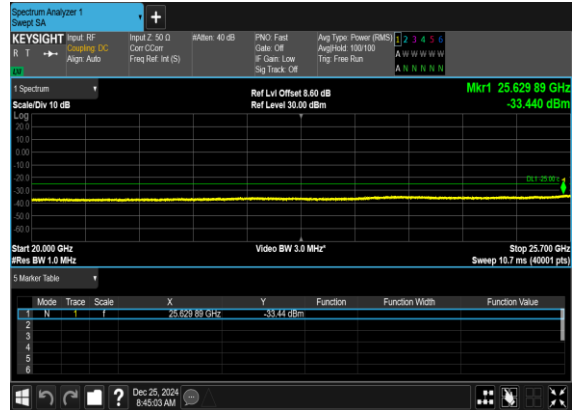 Spectrum Analyzer 1
Swept SA
+
KEYSIGHT Input: RF Input Z: 50 Ω #Atten: 40 dB PNO: Fast Avg Type: Power (RMS) 1 2 3 4 5 6
R T Coupling: DC Corr CCorr Gate: Off Avg|Hold: 100/100 A W W W W W
Align: Auto Freq Ref: Int (S) IF Gain: Low Trig: Free Run
Sig Track: Off A N N N N N
1 Spectrum
Ref Lvl Offset 8.60 dB Mkr1 25.629 89 GHz
Scale/Div 10 dB Ref Level 30.00 dBm -33.440 dBm
Log
20.0
10.0
0.00
-10.0
-20.0
DL1 -25.00
-30.0
-40.0
-50.0
-60.0
Start 20.000 GHz Video BW 3.0 MHz* Stop 25.700 GHz
#Res BW 1.0 MHz Sweep 10.7 ms (40001 pts)
5 Marker Table
Mode Trace Scale X Y Function Function Width Function Value
1 N 1 f 25.629 89 GHz -33.44 dBm
2
3
4
5
6
? Dec 25, 2024
8:45:03 AM